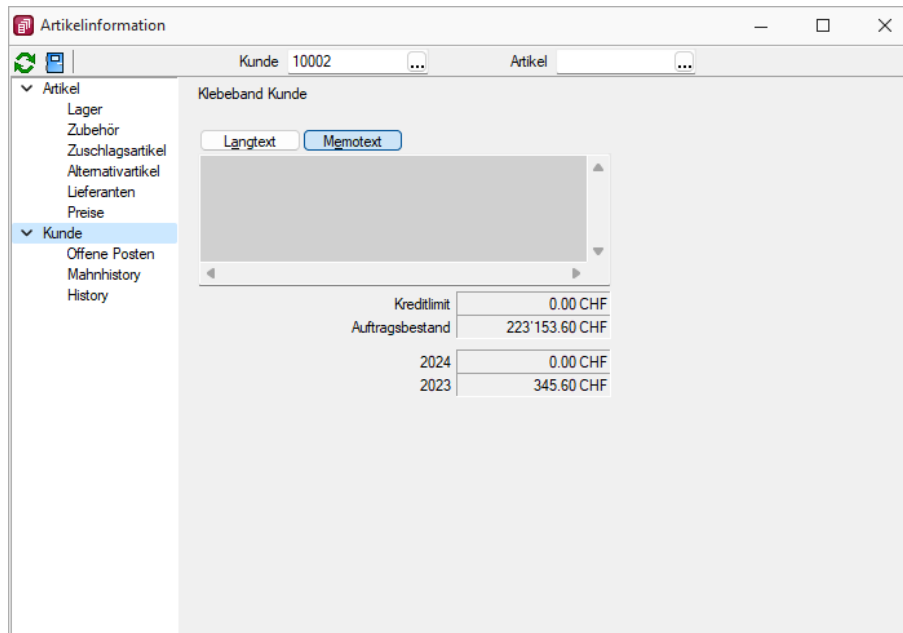 Artikelinformation
Kunde 10002 ... Artikel ...
Artikel
Lager
Zubehör
Zuschlagsartikel
Alternativartikel
Lieferanten
Preise
Kunde
Offene Posten
Mahnhistory
History
Klebeband Kunde
Langtext Memotext
Kreditlimit 0.00 CHF
Auftragsbestand 223'153.60 CHF
2024 0.00 CHF
2023 345.60 CHF